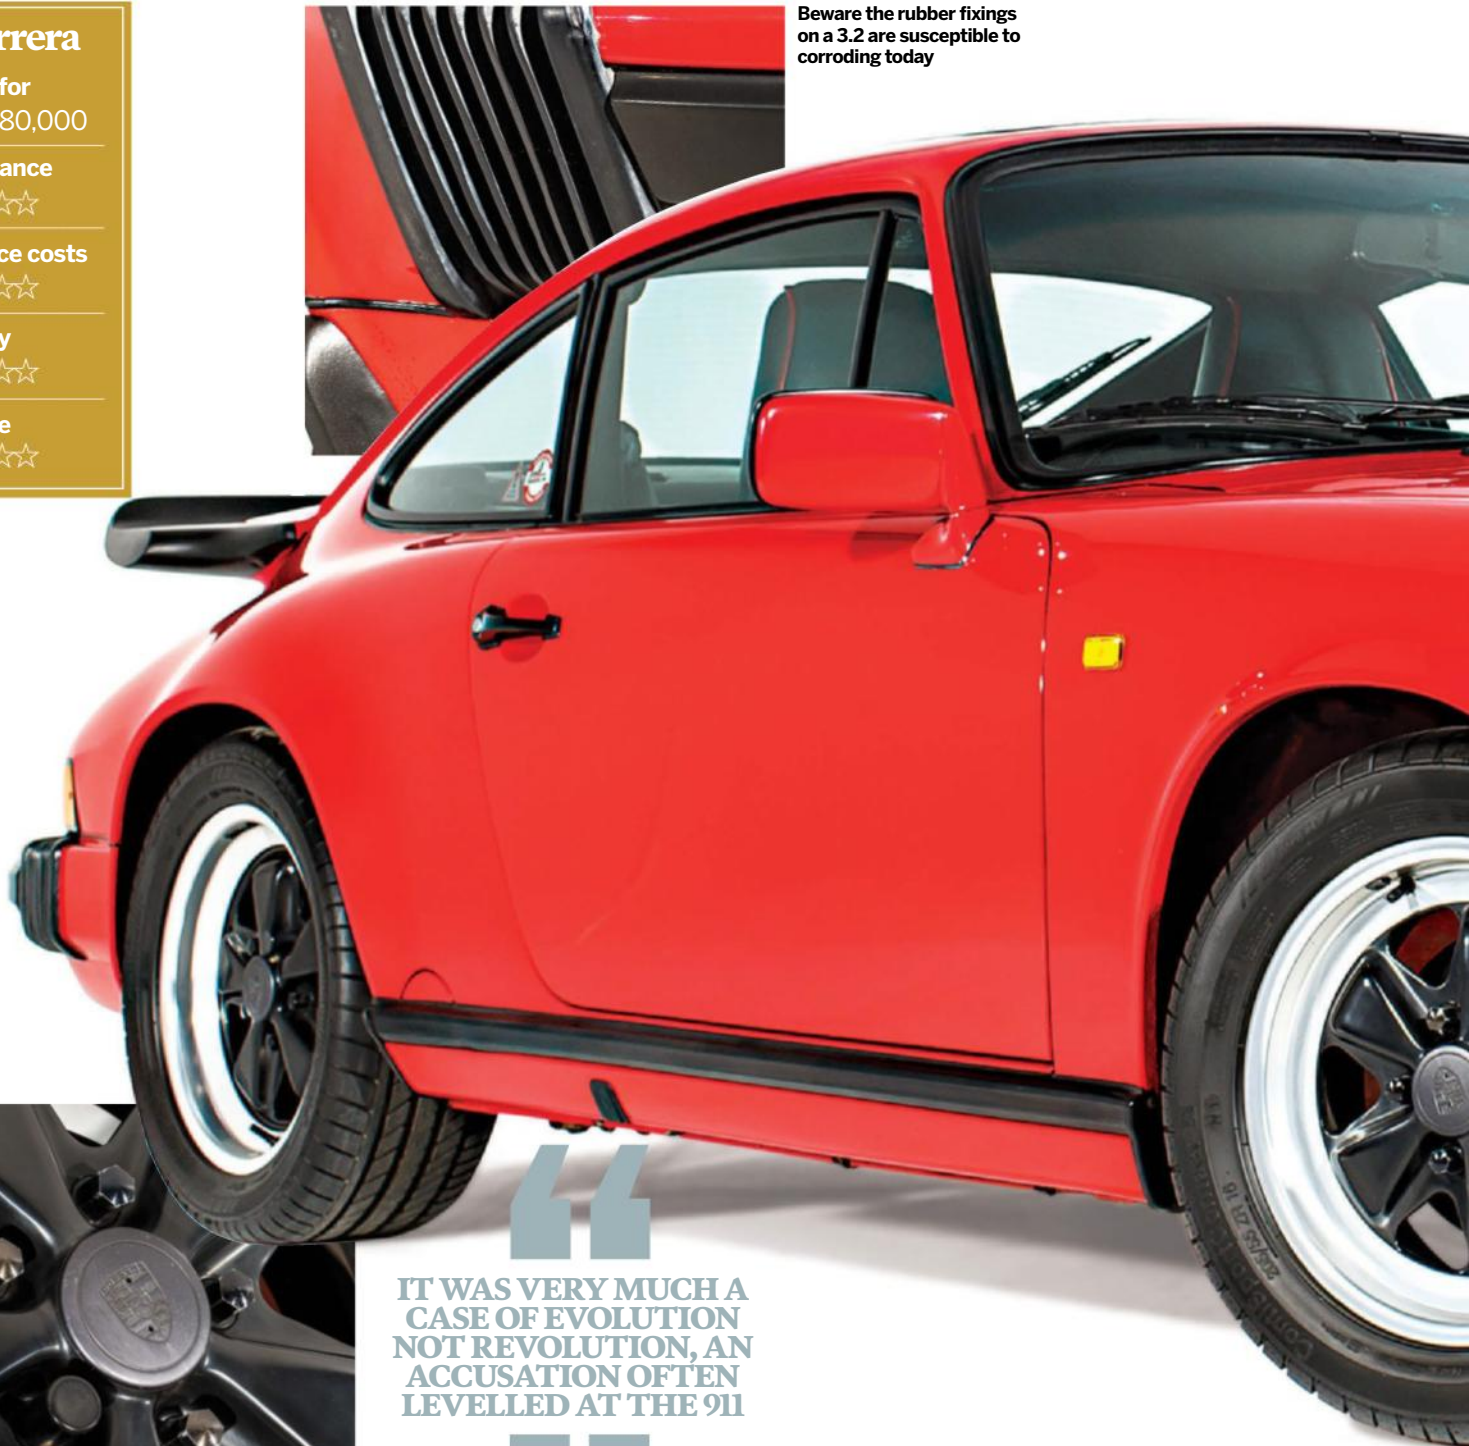 rrera
for
80,000
ance
ce costs
y
e
Beware the rubber fixings
on a 3.2 are susceptible to
corroding today
IT WAS VERY MUCH A
CASE OF EVOLUTION
NOT REVOLUTION, AN
ACCUSATION OFTEN
LEVELLED AT THE 911